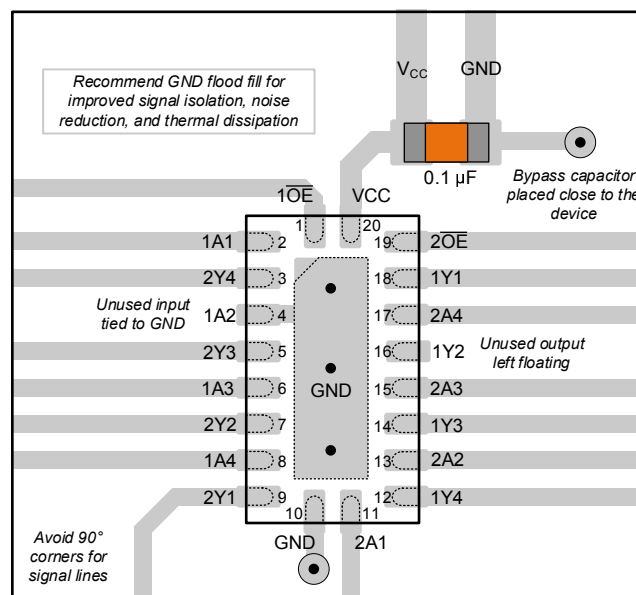 V_CC GND
Recommend GND flood fill for
improved signal isolation, noise
reduction, and thermal dissipation
0.1 µF
Bypass capacitor
placed close to the
device
1O̅E̅ VCC
1 20
1A1 2 19 2O̅E̅
2Y4 3 18 1Y1
Unused input
tied to GND
1A2 4 17 2A4
2Y3 5 16 1Y2
Unused output
left floating
1A3 6 GND 15 2A3
2Y2 7 14 1Y3
1A4 8 13 2A2
2Y1 9 12 1Y4
10 11
GND 2A1
Avoid 90°
corners for
signal lines